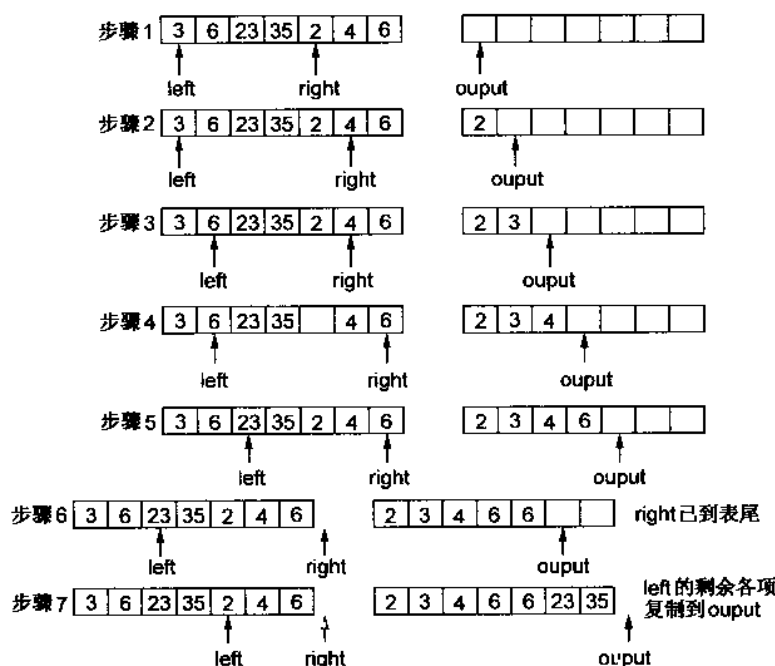 步骤1 3 6 23 35 2 4 6
left right ouput
步骤2 3 6 23 35 2 4 6 2
left right ouput
步骤3 3 6 23 35 2 4 6 2 3
left right ouput
步骤4 3 6 23 35 4 6 2 3 4
left right ouput
步骤5 3 6 23 35 2 4 6 2 3 4 6
left right ouput
步骤6 3 6 23 35 2 4 6 2 3 4 6 6 right已到表尾
left right ouput
步骤7 3 6 23 35 2 4 6 2 3 4 6 6 23 35 left的剩余各项
复制到ouput
left right ouput